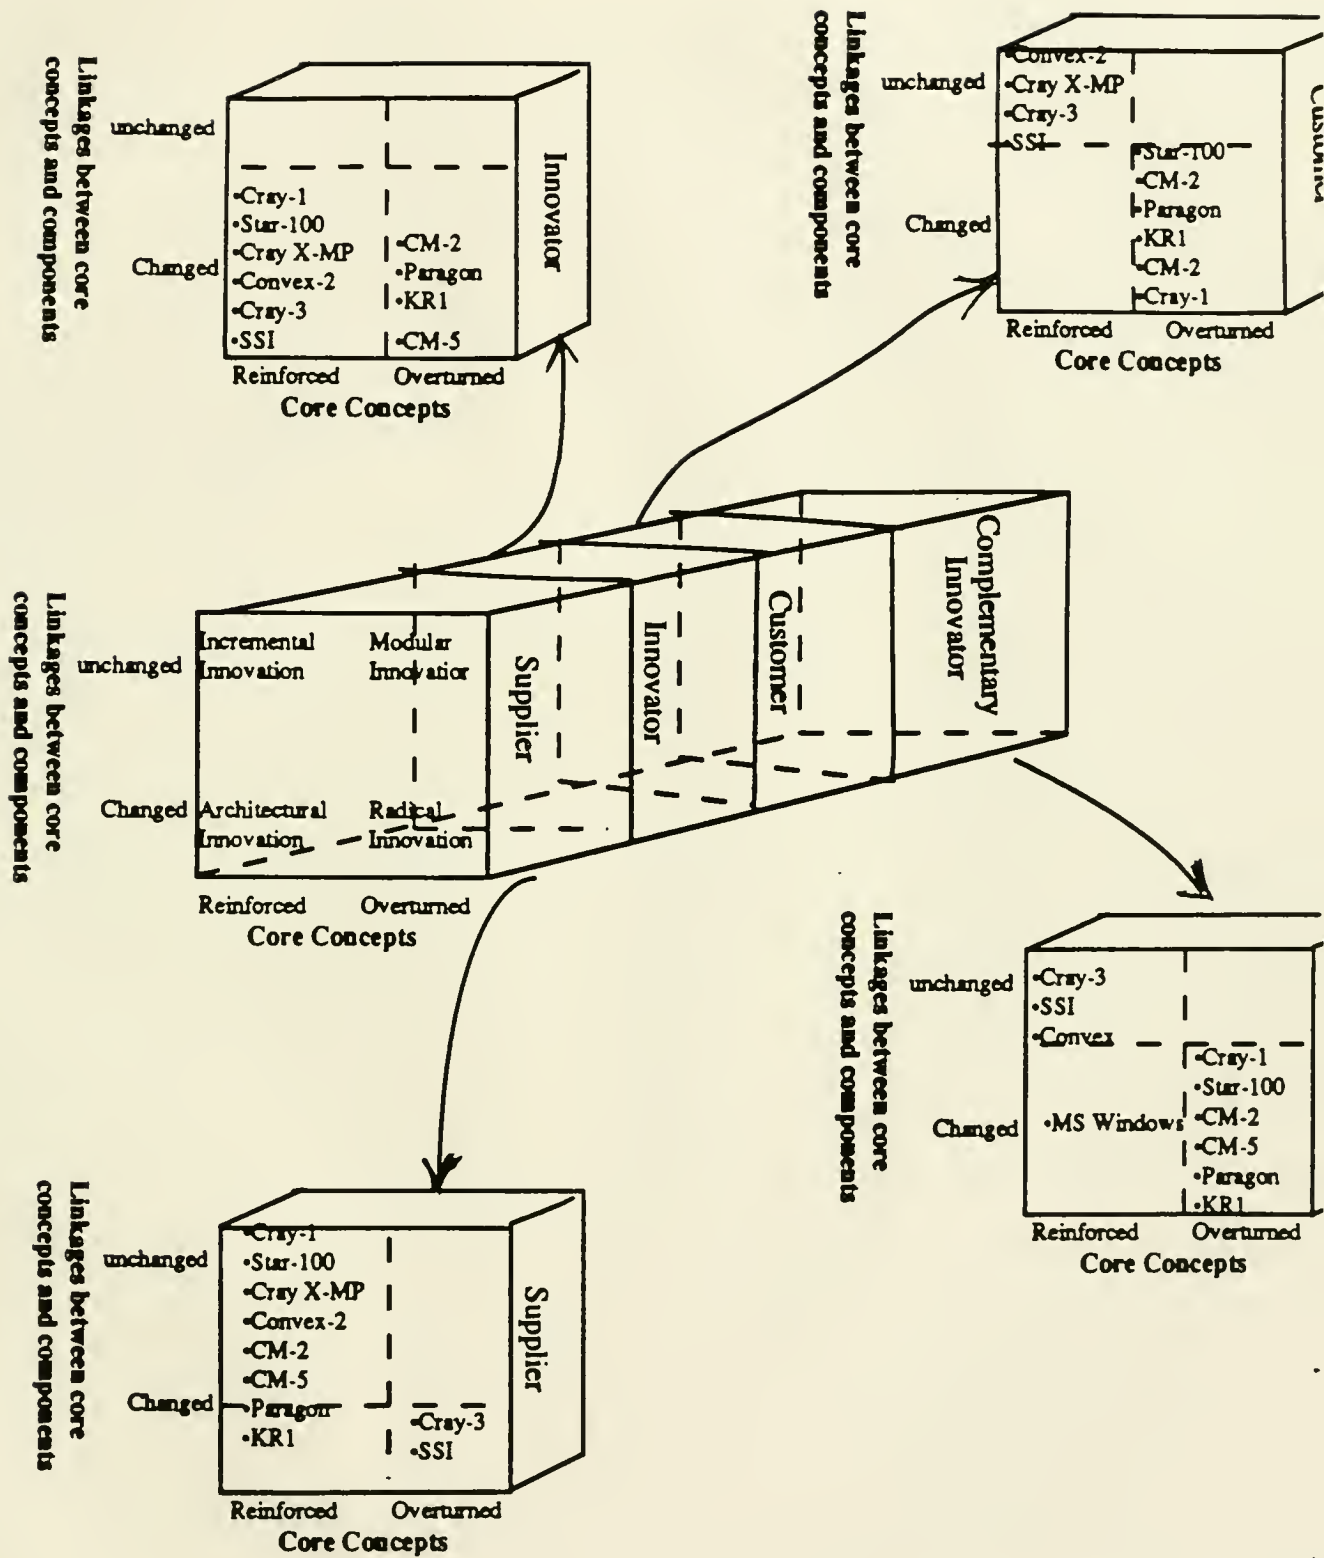 Linkages between core
concepts and components
unchanged
Changed
Innovator
•Cray-1
•Star-100
•Cray X-MP
•Convex-2
•Cray-3
•SSI
•CM-2
•Paragon
•KR1
•CM-5
Reinforced Overturned
Core Concepts
Linkages between core
concepts and components
unchanged
Changed
Customer
•Convex-2
•Cray X-MP
•Cray-3
•SSI
•Star-100
•CM-2
•Paragon
•KR1
•CM-2
•Cray-1
Reinforced Overturned
Core Concepts
Linkages between core
concepts and components
unchanged
Changed
Incremental
Innovation
Modular
Innovation
Architectural
Innovation
Radical
Innovation
Supplier
Innovator
Customer
Complementary
Innovator
Reinforced Overturned
Core Concepts
Linkages between core
concepts and components
unchanged
Changed
•Cray-3
•SSI
•Convex
•MS Windows
•Cray-1
•Star-100
•CM-2
•CM-5
•Paragon
•KR1
Reinforced Overturned
Core Concepts
Linkages between core
concepts and components
unchanged
Changed
Supplier
•Cray-1
•Star-100
•Cray X-MP
•Convex-2
•CM-2
•CM-5
•Paragon
•KR1
•Cray-3
•SSI
Reinforced Overturned
Core Concepts